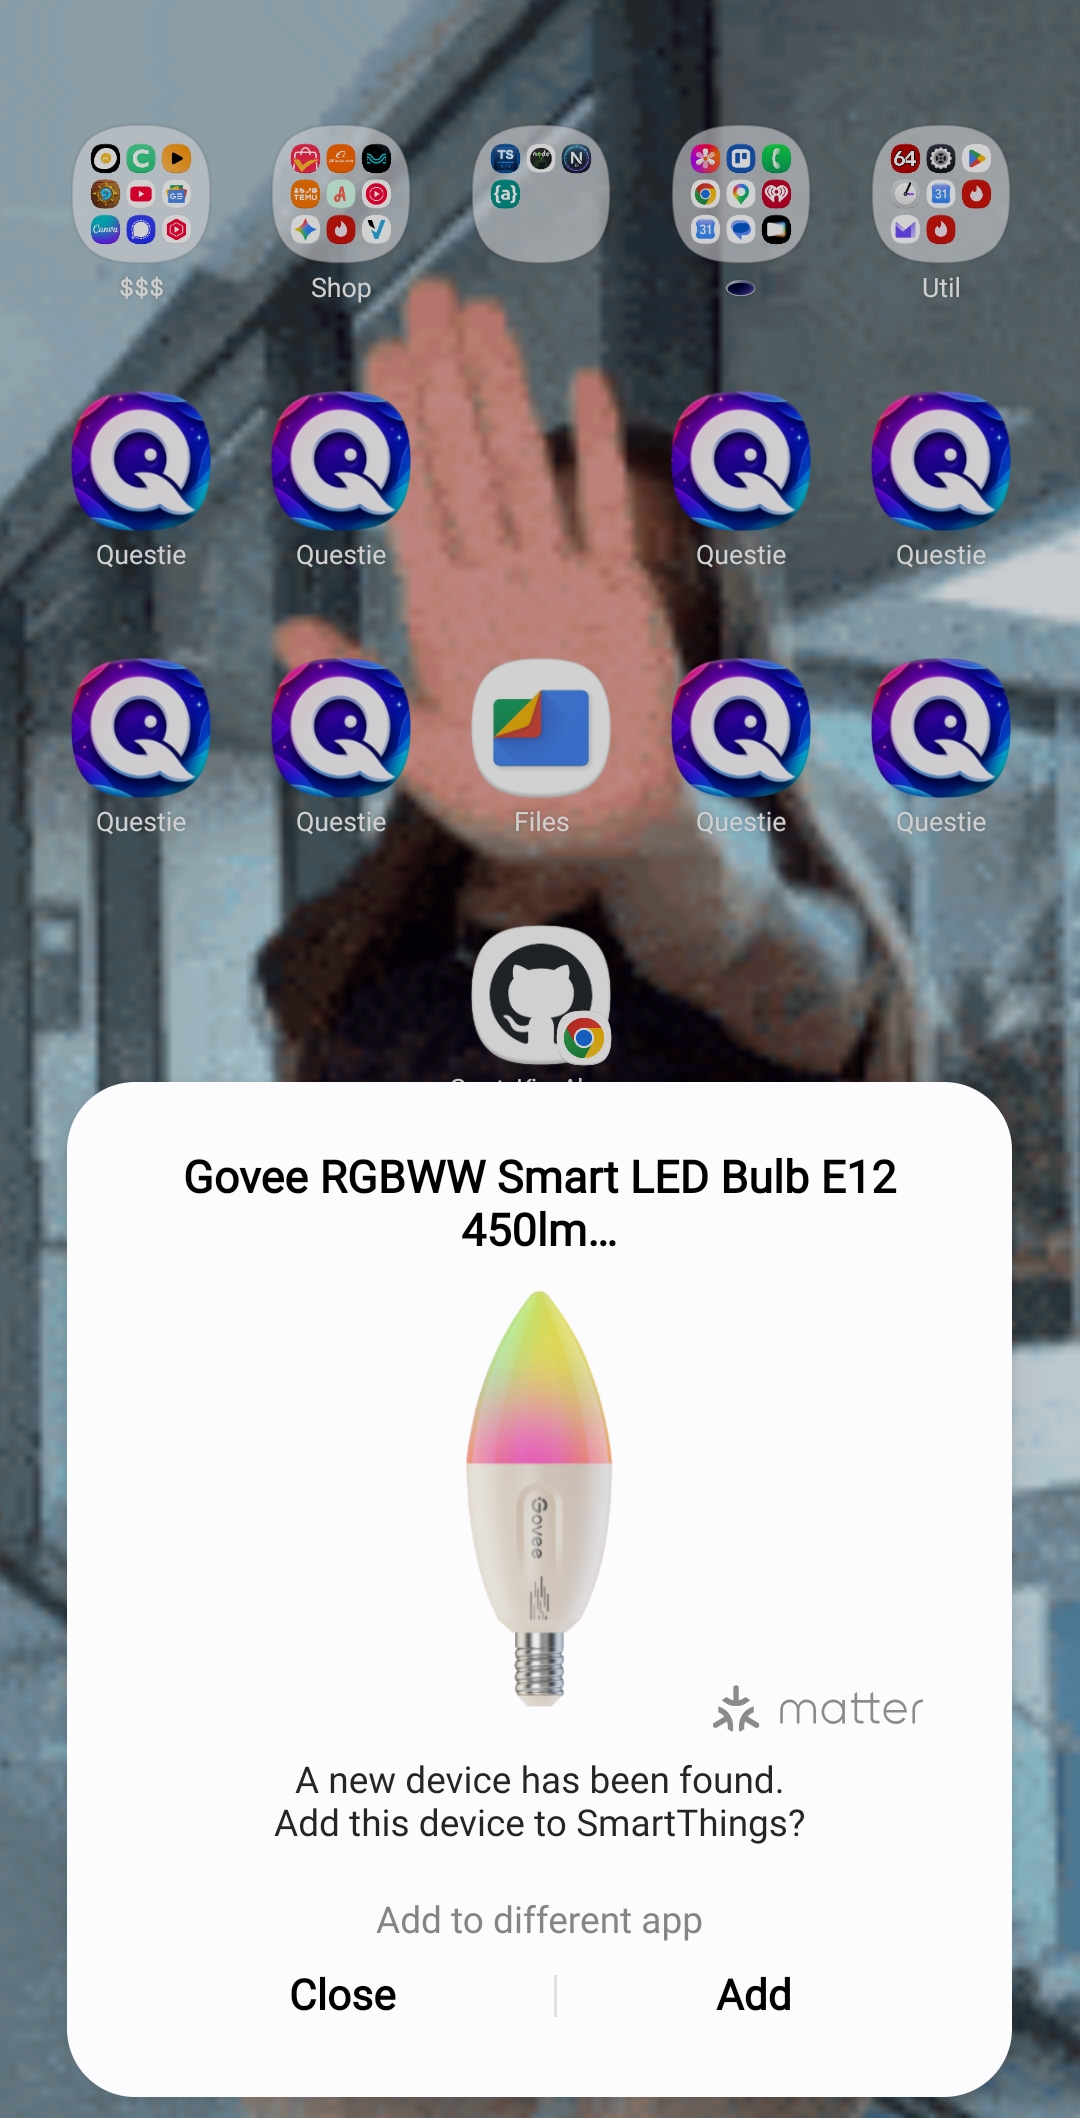 $$$
Shop
Util
Questie
Questie
Questie
Questie
Questie
Questie
Files
Questie
Questie
Govee RGBWW Smart LED Bulb E12
450lm…
Govee
matter
A new device has been found.
Add this device to SmartThings?
Add to different app
Close
Add